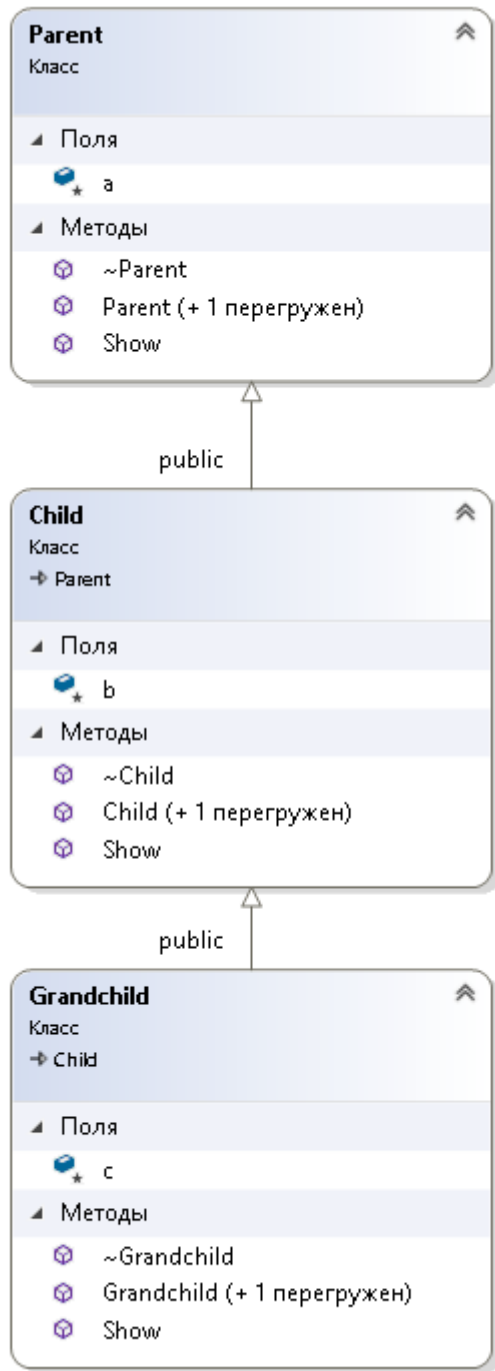 Parent
Класс
Поля
a
Методы
~Parent
Parent (+ 1 перегружен)
Show
public
Child
Класс
Parent
Поля
b
Методы
~Child
Child (+ 1 перегружен)
Show
public
Grandchild
Класс
Child
Поля
c
Методы
~Grandchild
Grandchild (+ 1 перегружен)
Show